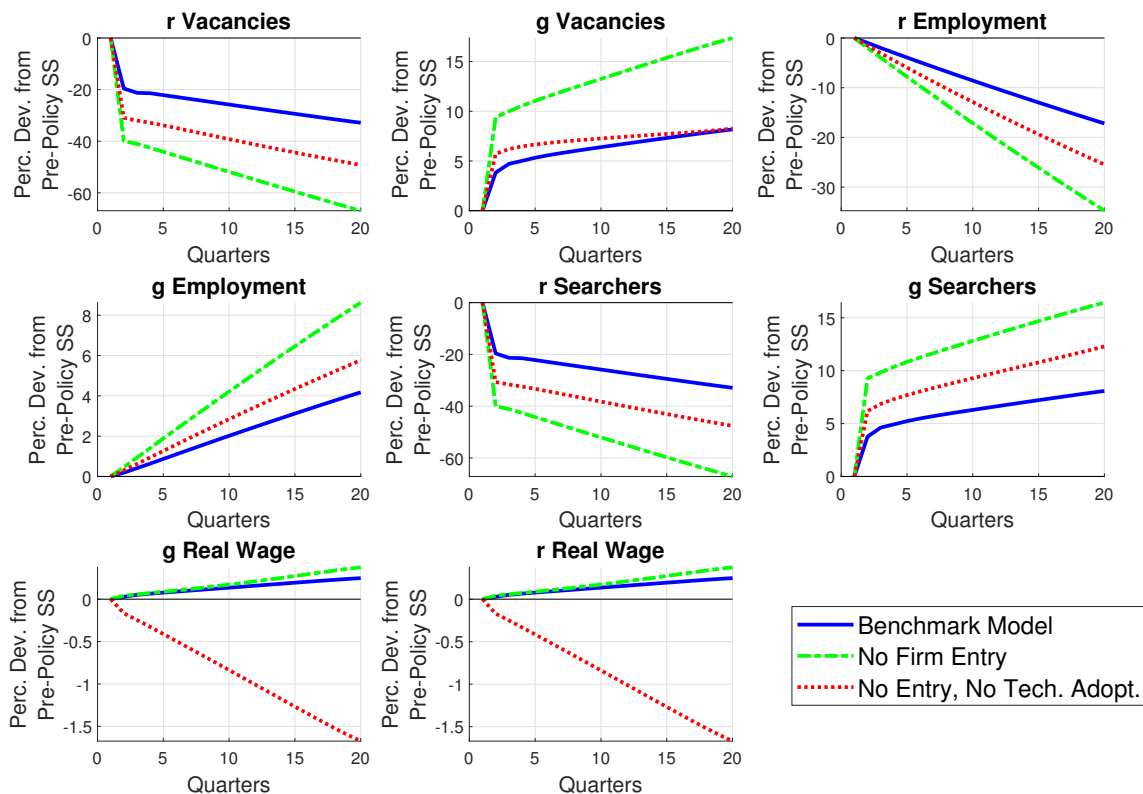 r Vacancies
Perc. Dev. from
Pre-Policy SS
0
-20
-40
-60
0
5
10
15
20
Quarters
g Vacancies
Perc. Dev. from
Pre-Policy SS
15
10
5
0
0
5
10
15
20
Quarters
r Employment
Perc. Dev. from
Pre-Policy SS
0
-10
-20
-30
0
5
10
15
20
Quarters
g Employment
Perc. Dev. from
Pre-Policy SS
8
6
4
2
0
0
5
10
15
20
Quarters
r Searchers
Perc. Dev. from
Pre-Policy SS
0
-20
-40
-60
0
5
10
15
20
Quarters
g Searchers
Perc. Dev. from
Pre-Policy SS
15
10
5
0
0
5
10
15
20
Quarters
g Real Wage
Perc. Dev. from
Pre-Policy SS
0
-0.5
-1
-1.5
0
5
10
15
20
Quarters
r Real Wage
Perc. Dev. from
Pre-Policy SS
0
-0.5
-1
-1.5
0
5
10
15
20
Quarters
Benchmark Model
No Firm Entry
No Entry, No Tech. Adopt.